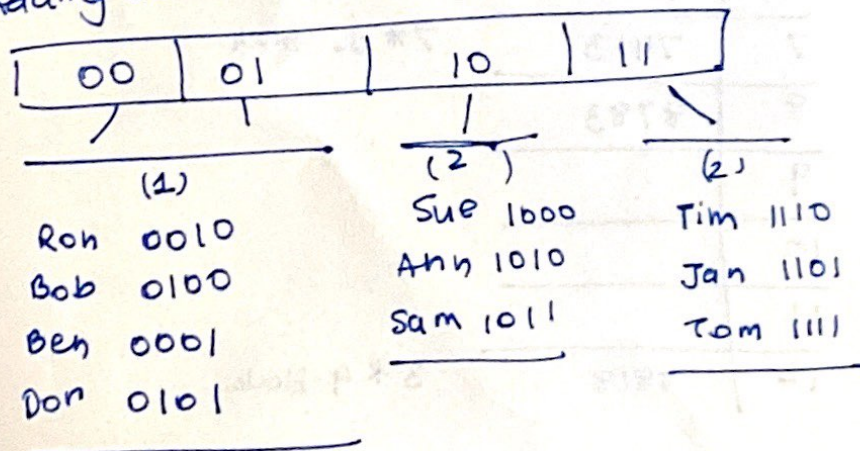 00 01 10 11
(1) (2) (2)
Ron 0010 Sue 1000 Tim 1110
Bob 0100 Ann 1010 Jan 1101
Ben 0001 Sam 1011 Tom 1111
Don 0101